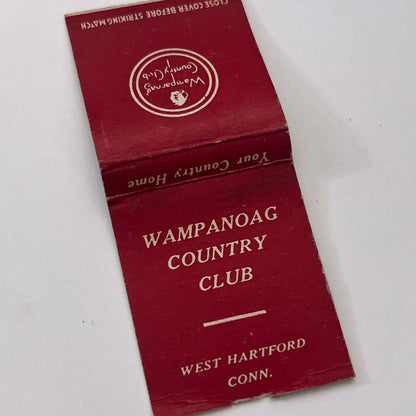 CLOSE COVER BEFORE STRIKING MATCH
Wampanoag
Country Club
Your Country Home
WAMPANOAG
COUNTRY
CLUB
WEST HARTFORD
CONN.